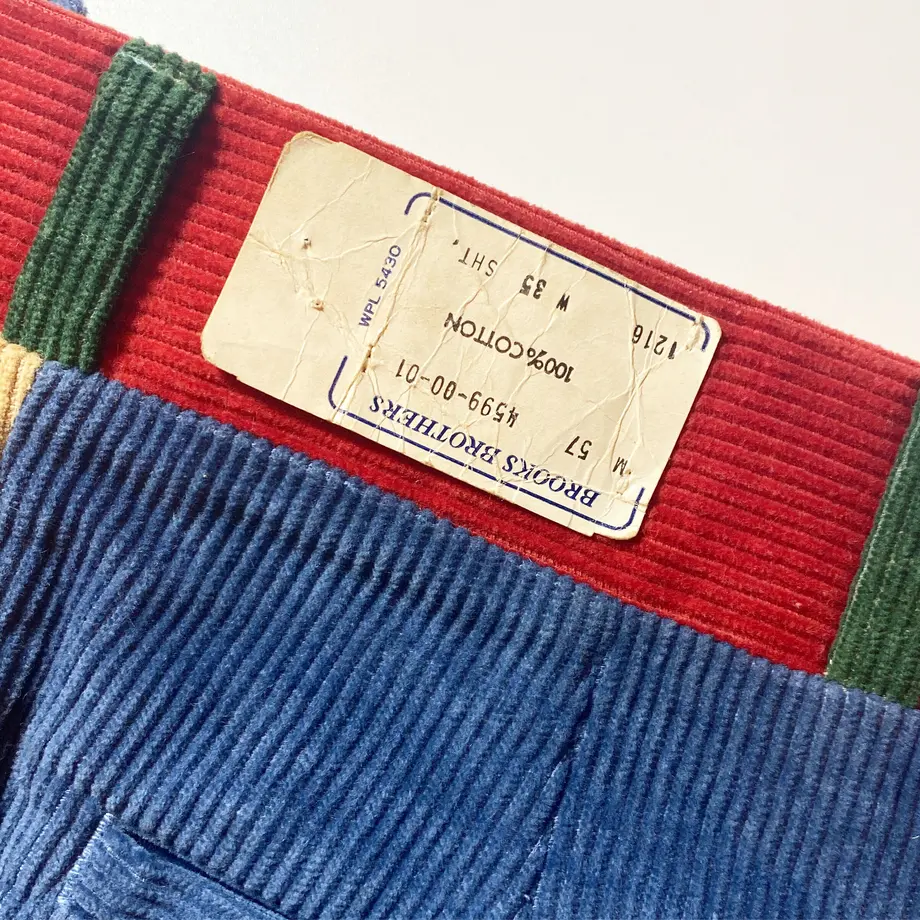 BROOKS BROTHERS
M 57
4599-00-01
100% COTTON
W 35
1216
SHT,
WPL 5430